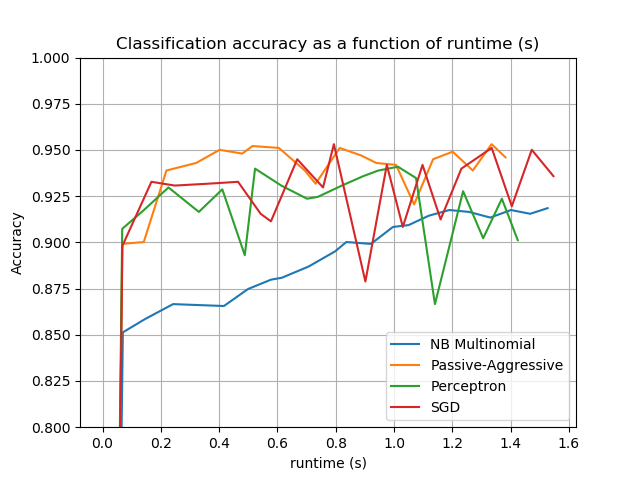 Classification accuracy as a function of runtime (s)
1.000
0.975
0.950
0.925
0.900
0.875
0.850
0.825
0.800
Accuracy
NB Multinomial
Passive-Aggressive
Perceptron
SGD
0.0 0.2 0.4 0.6 0.8 1.0 1.2 1.4 1.6
runtime (s)